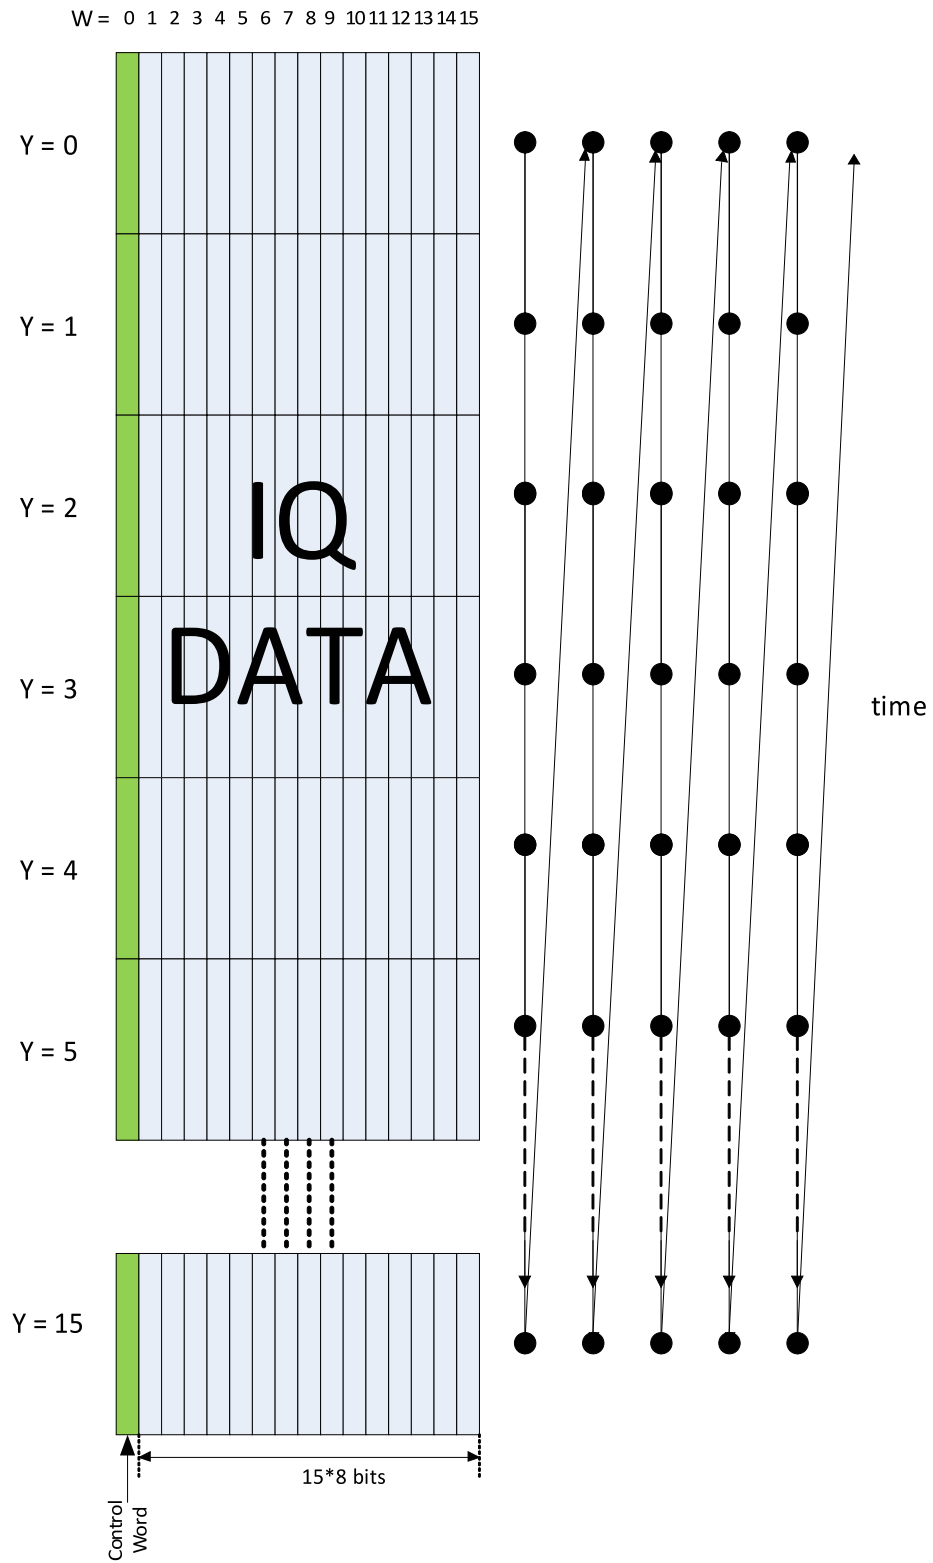 W = 0 1 2 3 4 5 6 7 8 9 10 11 12 13 14 15
Y = 0
Y = 1
Y = 2
IQ
DATA
Y = 3
time
Y = 4
Y = 5
Y = 15
15*8 bits
Control
Word